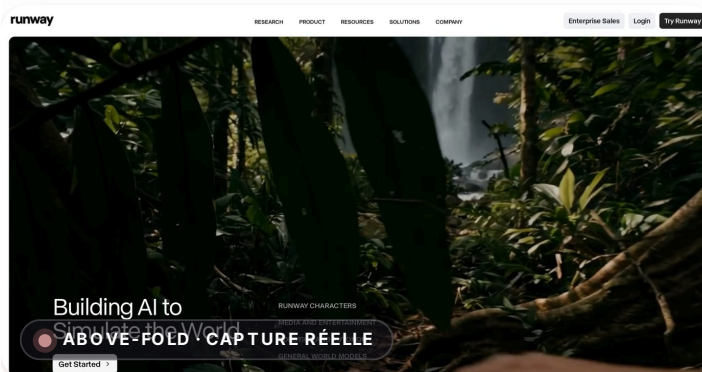 runway
RESEARCH PRODUCT RESOURCES SOLUTIONS COMPANY
Enterprise Sales Login Try Runway
Building AI to
Simulate the World
RUNWAY CHARACTERS
MEDIA AND ENTERTAINMENT
ABOVE-FOLD · CAPTURE RÉELLE
GENERAL WORLD MODELS
Get Started